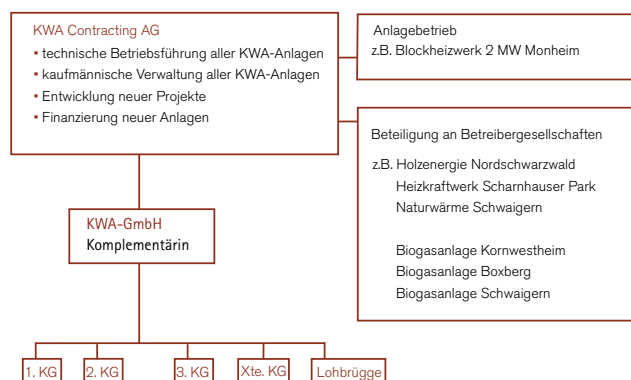 KWA Contracting AG
• technische Betriebsführung aller KWA-Anlagen
• kaufmännische Verwaltung aller KWA-Anlagen
• Entwicklung neuer Projekte
• Finanzierung neuer Anlagen
Anlagebetrieb
z.B. Blockheizwerk 2 MW Monheim
Beteiligung an Betreibergesellschaften
z.B. Holzenergie Nordschwarzwald
Heizkraftwerk Scharnhauser Park
Naturwärme Schwaigern
Biogasanlage Kornwestheim
Biogasanlage Boxberg
Biogasanlage Schwaigern
KWA-GmbH
Komplementärin
1. KG
2. KG
3. KG
Xte. KG
Lohbrügge